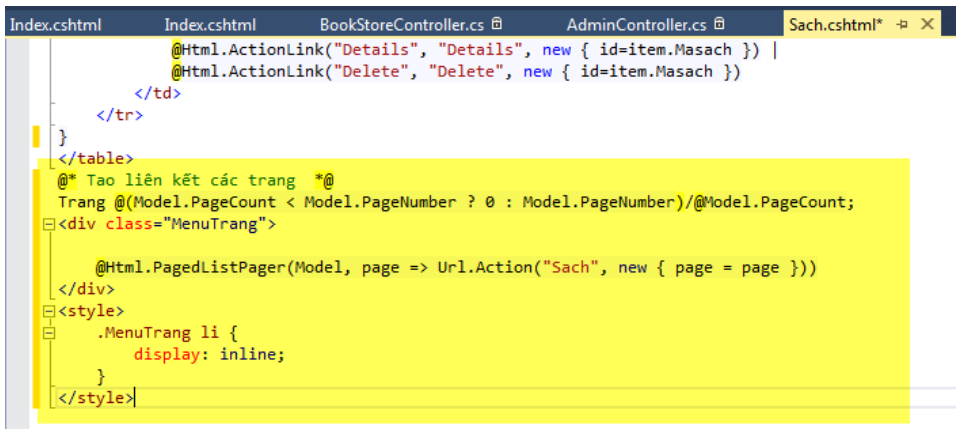 Index.cshtml Index.cshtml BookStoreController.cs AdminController.cs Sach.cshtml*
@Html.ActionLink("Details", "Details", new { id=item.Masach }) |
@Html.ActionLink("Delete", "Delete", new { id=item.Masach })
</td>
</tr>
}
</table>
@* Tao liên kết các trang *@
Trang @(Model.PageCount < Model.PageNumber ? 0 : Model.PageNumber)/@Model.PageCount;
<div class="MenuTrang">
@Html.PagedListPager(Model, page => Url.Action("Sach", new { page = page }))
</div>
<style>
.MenuTrang li {
display: inline;
}
</style>